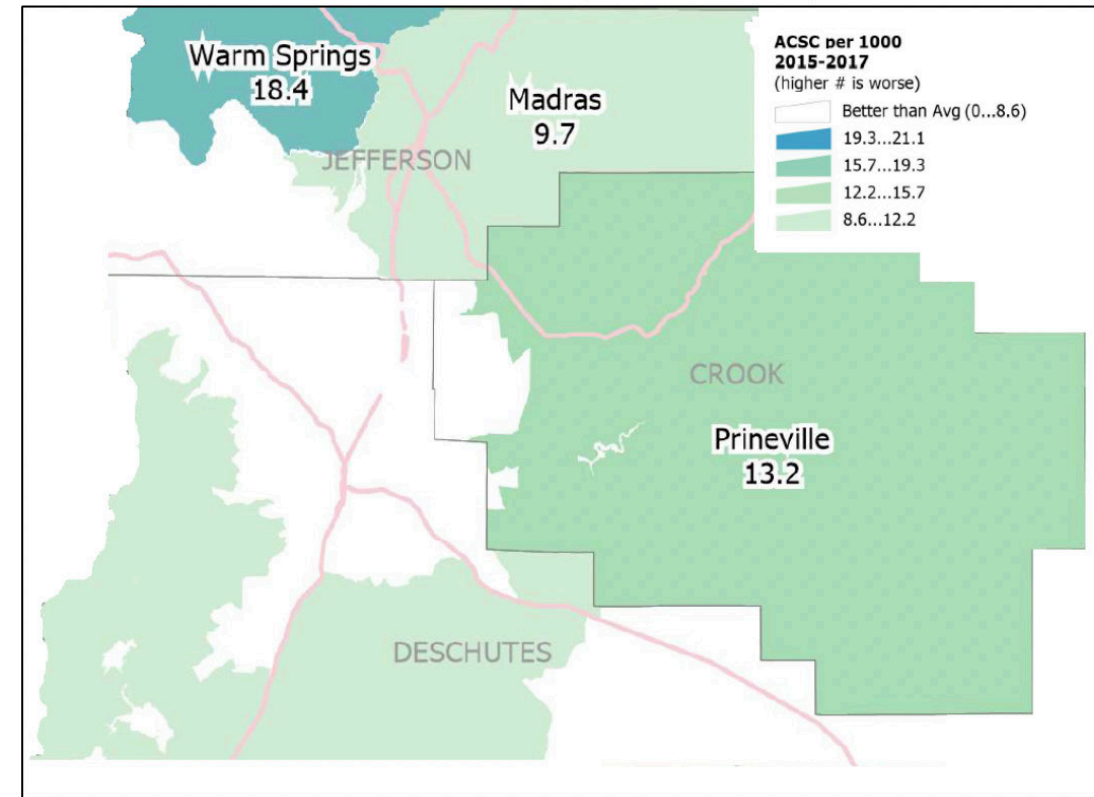 Warm Springs
18.4
Madras
9.7
JEFFERSON
ACSC per 1000
2015-2017
(higher # is worse)
Better than Avg (0...8.6)
19.3...21.1
15.7...19.3
12.2...15.7
8.6...12.2
CROOK
Prineville
13.2
DESCHUTES